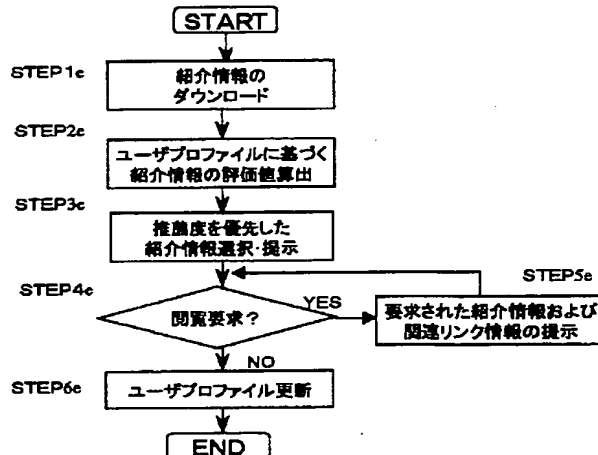 START
STEP1e
紹介情報の
ダウンロード
STEP2e
ユーザプロファイルに基づく
紹介情報の評価値算出
STEP3e
推薦度を優先した
紹介情報選択・提示
STEP4e
閲覧要求？
YES
STEP5e
要求された紹介情報および
関連リンク情報の提示
NO
STEP6e
ユーザプロファイル更新
END